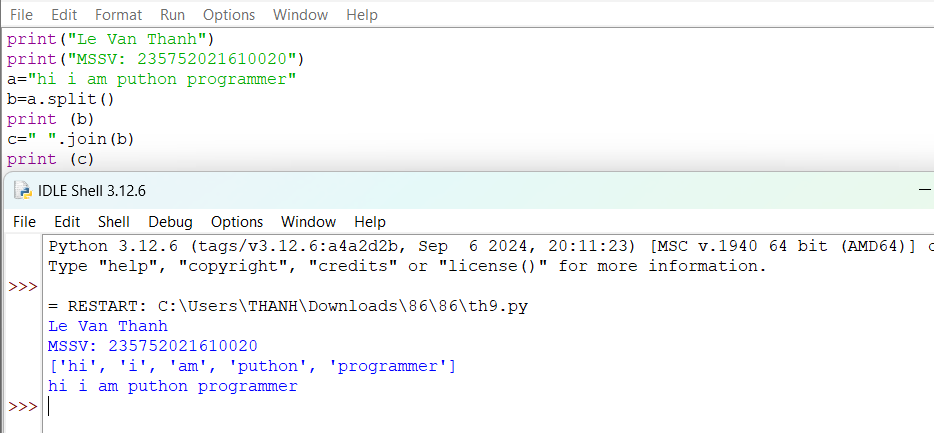 File Edit Format Run Options Window Help
print("Le Van Thanh")
print("MSSV: 235752021610020")
a="hi i am puthon programmer"
b=a.split()
print (b)
c=" ".join(b)
print (c)
IDLE Shell 3.12.6
File Edit Shell Debug Options Window Help
Python 3.12.6 (tags/v3.12.6:a4a2d2b, Sep  6 2024, 20:11:23) [MSC v.1940 64 bit (AMD64)]
Type "help", "copyright", "credits" or "license()" for more information.
>>>
= RESTART: C:\Users\THANH\Downloads\86\86\th9.py
Le Van Thanh
MSSV: 235752021610020
['hi', 'i', 'am', 'puthon', 'programmer']
hi i am puthon programmer
>>>